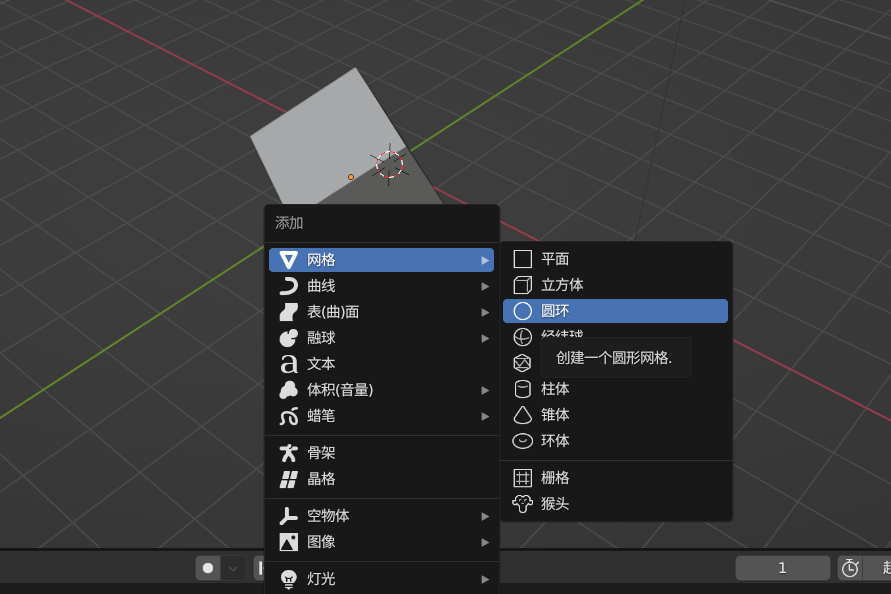 添加
网格
曲线
表(曲)面
融球
文本
体积(音量)
蜡笔
骨架
晶格
空物体
图像
灯光
平面
立方体
圆环
创建一个圆形网格.
柱体
锥体
环体
栅格
猴头
1